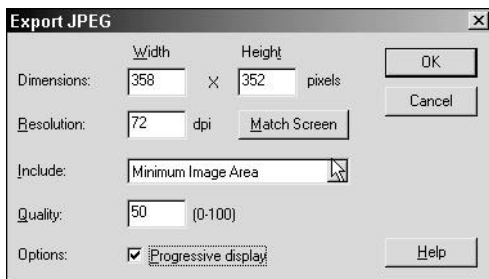 Export JPEG
Width Height
Dimensions: 358 X 352 pixels OK
Cancel
Resolution: 72 dpi Match Screen
Include: Minimum Image Area
Quality: 50 (0-100)
Options: Progressive display Help